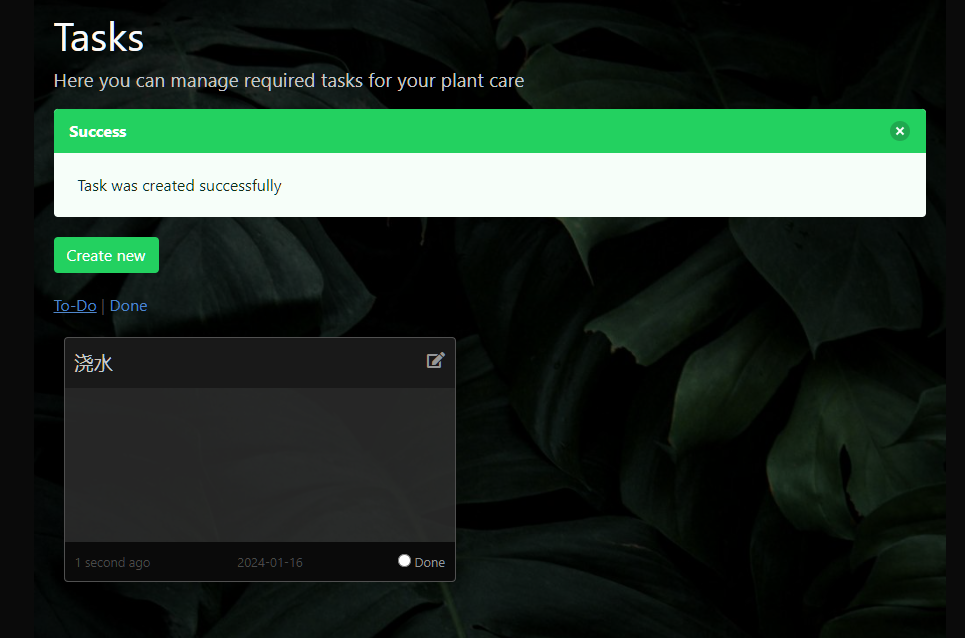 Tasks
Here you can manage required tasks for your plant care
Success
Task was created successfully
Create new
To-Do | Done
浇水
1 second ago 2024-01-16 Done